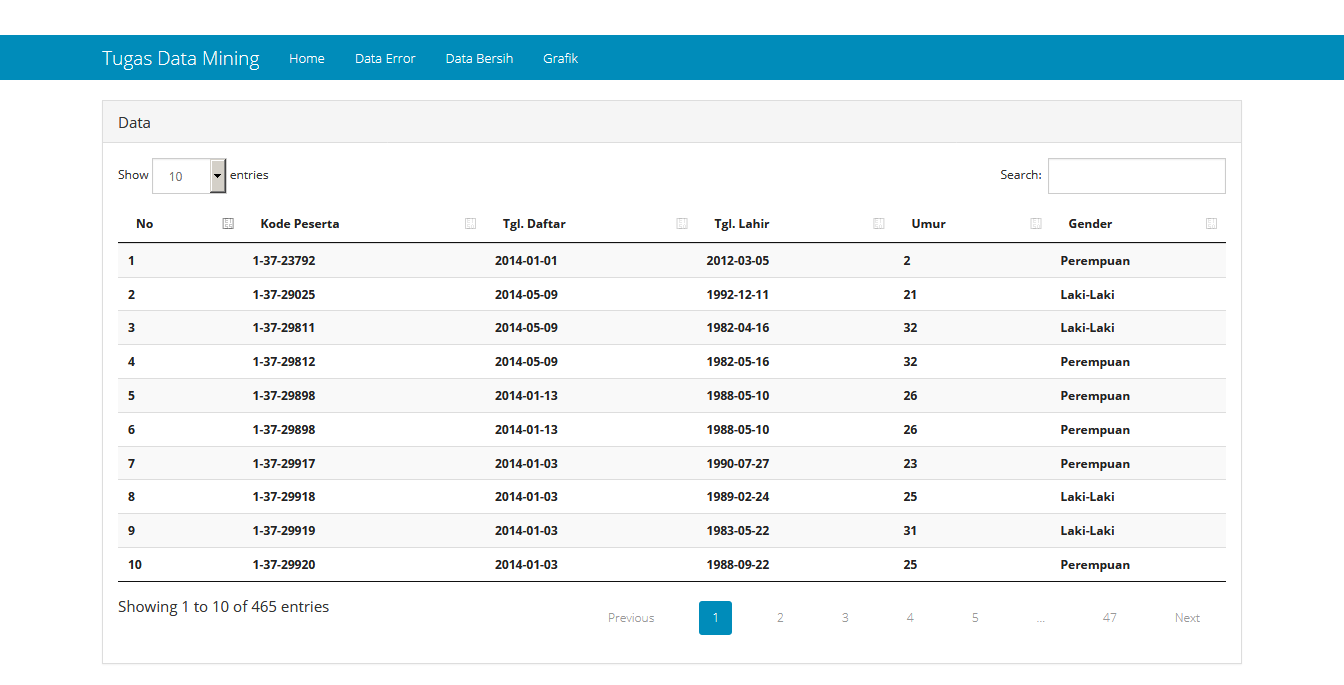 Tugas Data Mining Home Data Error Data Bersih Grafik
Data
Show 10 entries Search:
No Kode Peserta Tgl. Daftar Tgl. Lahir Umur Gender
1 1-37-23792 2014-01-01 2012-03-05 2 Perempuan
2 1-37-29025 2014-05-09 1992-12-11 21 Laki-Laki
3 1-37-29811 2014-05-09 1982-04-16 32 Laki-Laki
4 1-37-29812 2014-05-09 1982-05-16 32 Perempuan
5 1-37-29898 2014-01-13 1988-05-10 26 Perempuan
6 1-37-29898 2014-01-13 1988-05-10 26 Perempuan
7 1-37-29917 2014-01-03 1990-07-27 23 Perempuan
8 1-37-29918 2014-01-03 1989-02-24 25 Laki-Laki
9 1-37-29919 2014-01-03 1983-05-22 31 Laki-Laki
10 1-37-29920 2014-01-03 1988-09-22 25 Perempuan
Showing 1 to 10 of 465 entries
Previous 1 2 3 4 5 ... 47 Next